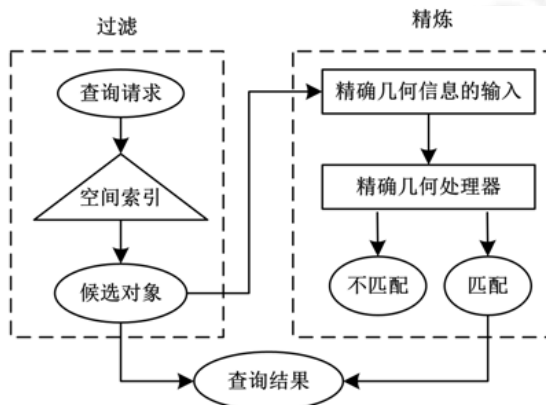 过滤
查询请求
空间索引
候选对象
精炼
精确几何信息的输入
精确几何处理器
不匹配
匹配
查询结果